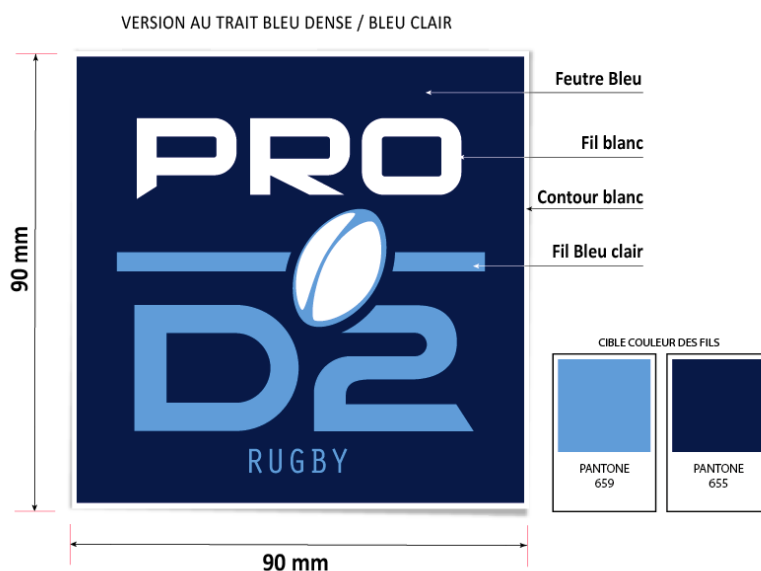 VERSION AU TRAIT BLEU DENSE / BLEU CLAIR
Feutre Bleu
PRO
Fil blanc
Contour blanc
Fil Bleu clair
90 mm
D2
RUGBY
CIBLE COULEUR DES FILS
PANTONE
659
PANTONE
655
90 mm